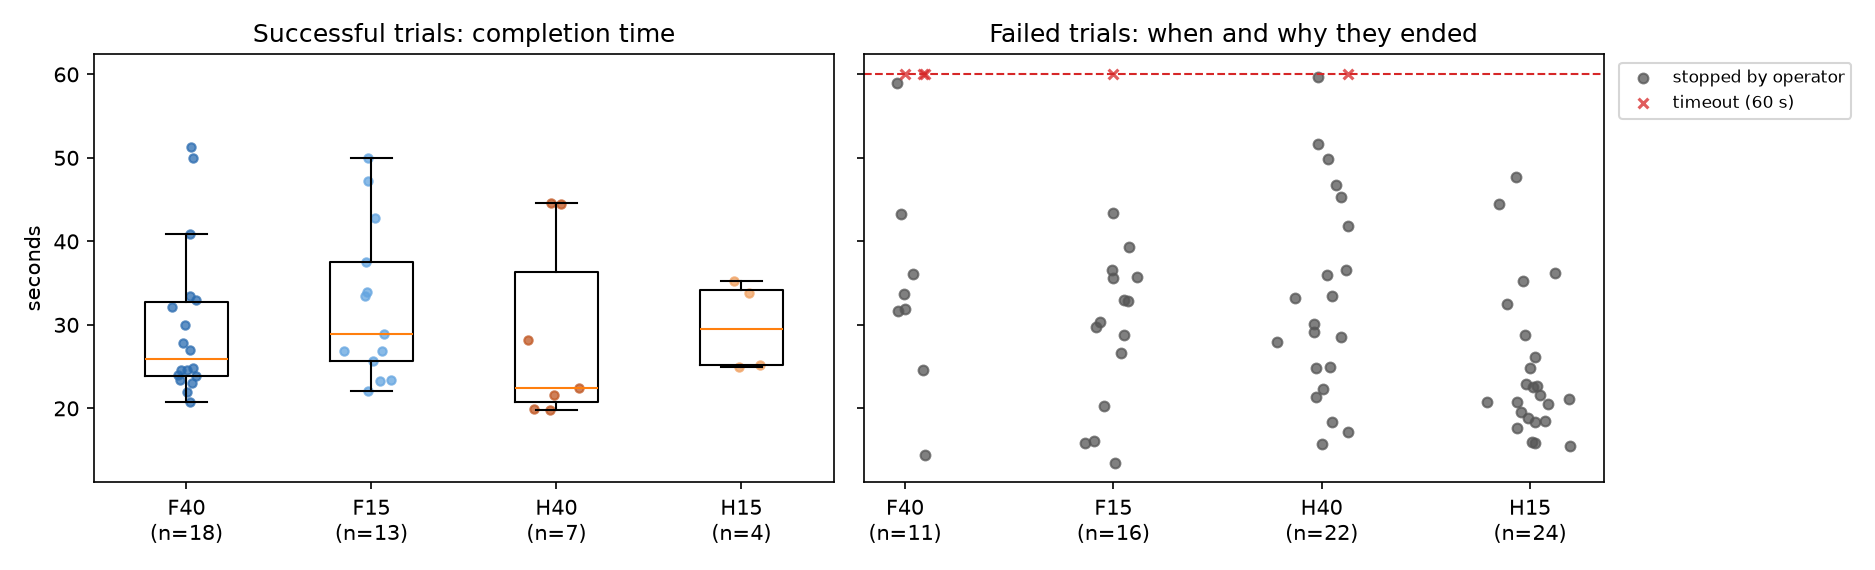 Successful trials: completion time
seconds
60
50
40
30
20
F40
(n=18)
F15
(n=13)
H40
(n=7)
H15
(n=4)
Failed trials: when and why they ended
F40
(n=11)
F15
(n=16)
H40
(n=22)
H15
(n=24)
stopped by operator
timeout (60 s)